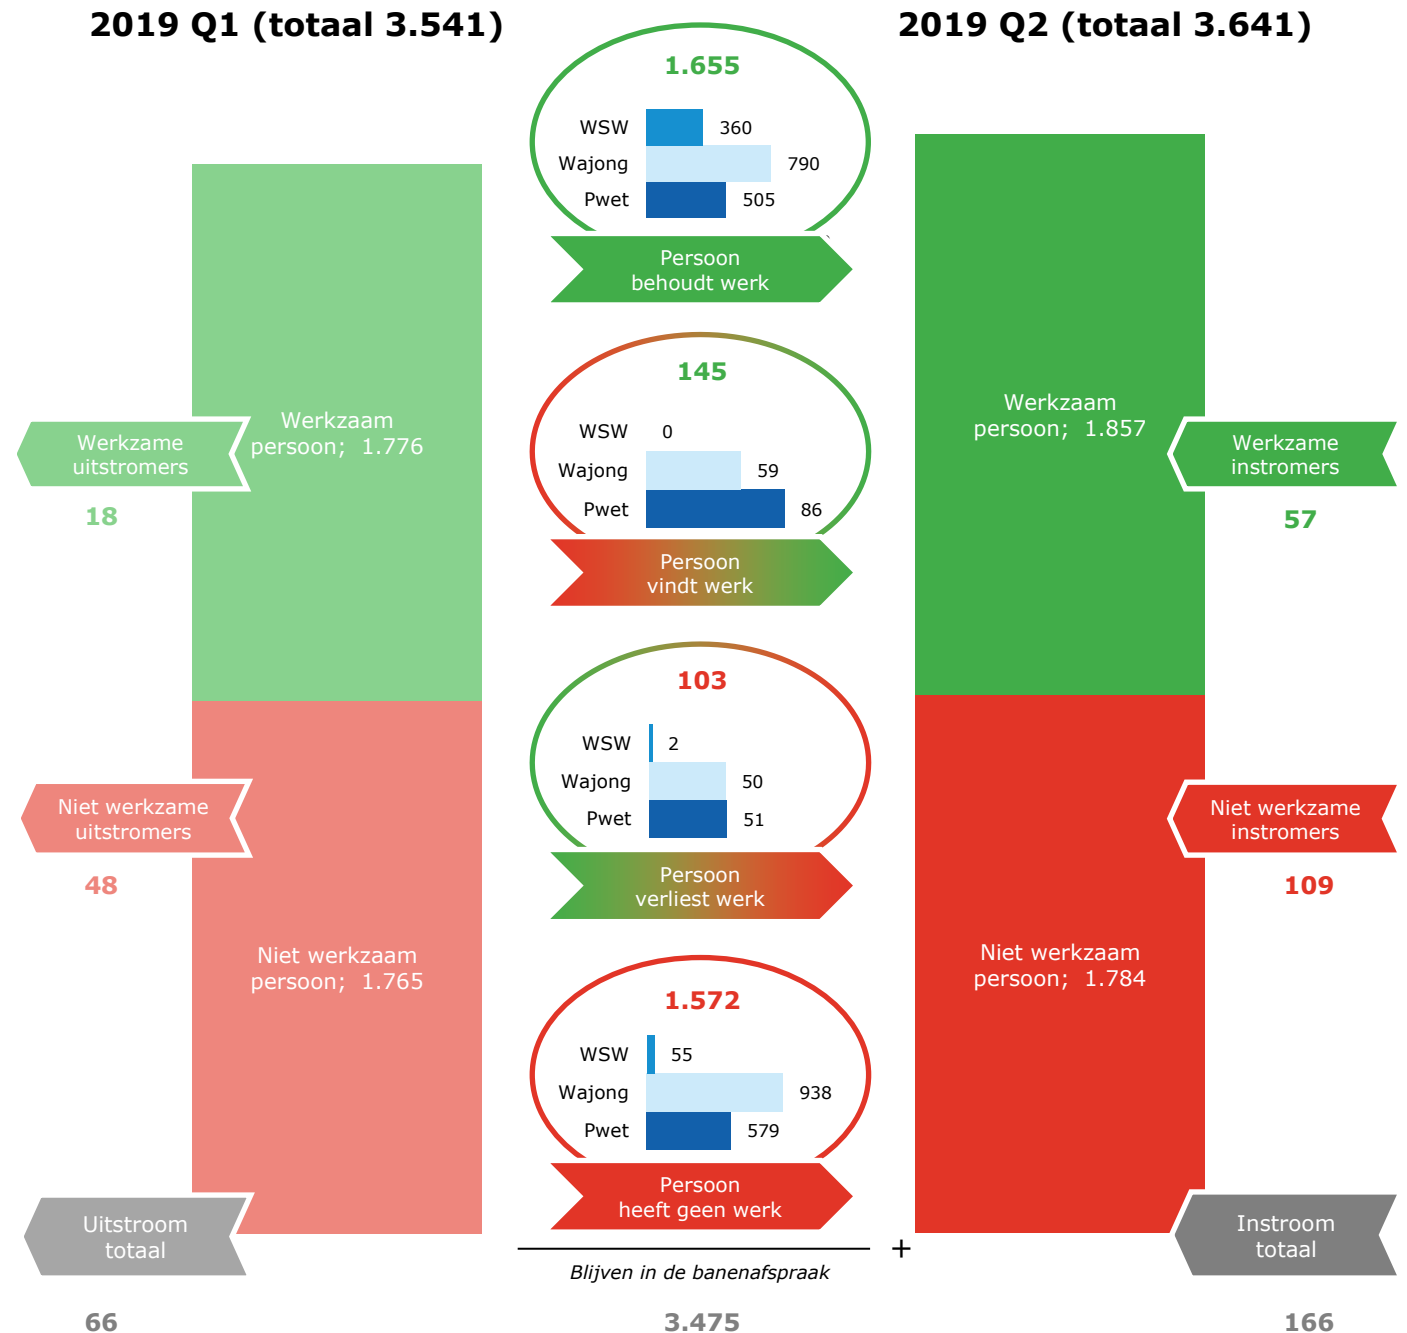 2019 Q1 (totaal 3.541)
2019 Q2 (totaal 3.641)
1.655
WSW 360
Wajong 790
Pwet 505
Persoon
behoudt werk
145
WSW 0
Wajong 59
Pwet 86
Persoon
vindt werk
103
WSW 2
Wajong 50
Pwet 51
Persoon
verliest werk
1.572
WSW 55
Wajong 938
Pwet 579
Persoon
heeft geen werk
Werkzaam
persoon; 1.776
Werkzame
uitstromers
18
Niet werkzame
uitstromers
48
Niet werkzaam
persoon; 1.765
Uitstroom
totaal
66
Werkzaam
persoon; 1.857
Werkzame
instromers
57
Niet werkzame
instromers
109
Niet werkzaam
persoon; 1.784
Instroom
totaal
166
+
Blijven in de banenafspraak
3.475